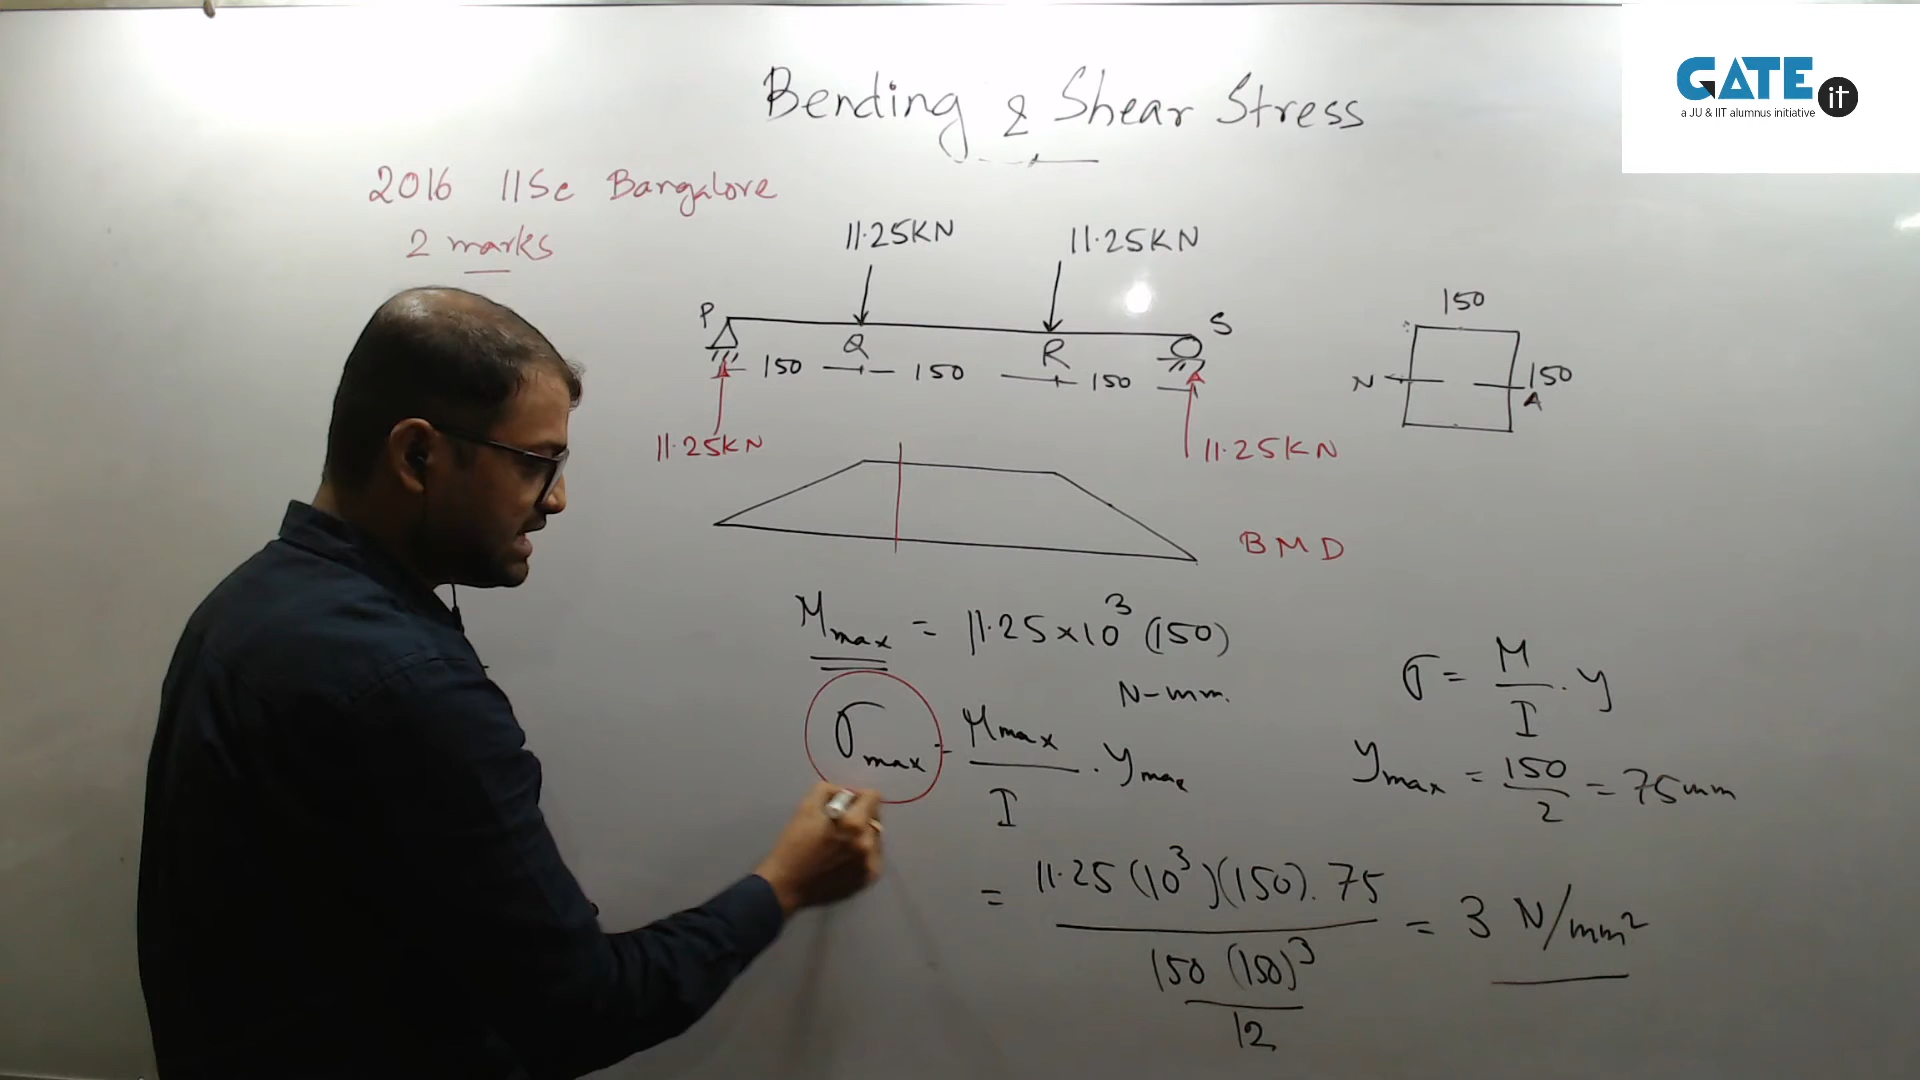 GATE it
a JU & IIT alumnus initiative
Bending & Shear Stress
2016 IISc Bangalore
2 marks
11.25KN 11.25KN
P Q R S
150 150 150
11.25KN 11.25KN
150
N 150
A
BMD
Mmax = 11.25×10³ (150)
N-mm.
σmax = Mmax/I . ymax
σ = M/I . y
ymax = 150/2 = 75mm
= 11.25 (10³)(150). 75 / 150 (150)³/12 = 3 N/mm²